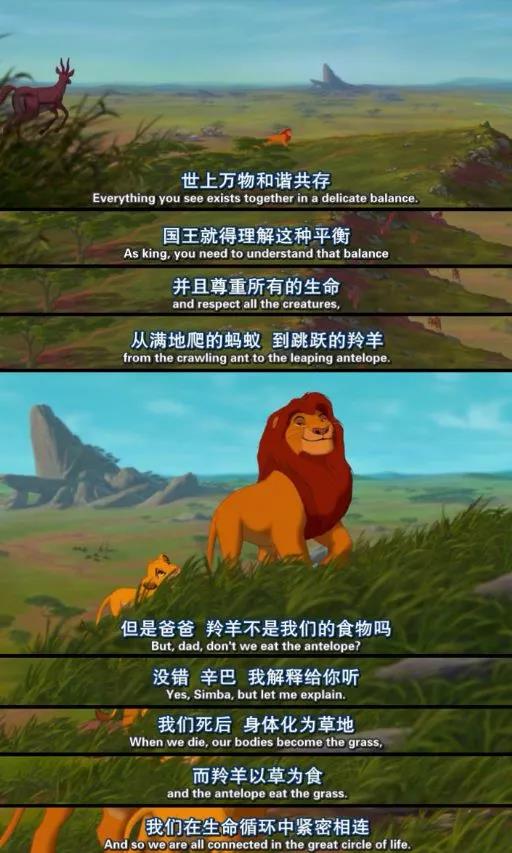 世上万物和谐共存
Everything you see exists together in a delicate balance.
国王就得理解这种平衡
As king, you need to understand that balance
并且尊重所有的生命
and respect all the creatures,
从满地爬的蚂蚁 到跳跃的羚羊
from the crawling ant to the leaping antelope.
但是爸爸 羚羊不是我们的食物吗
But, dad, don't we eat the antelope?
没错 辛巴 我解释给你听
Yes, Simba, but let me explain.
我们死后 身体化为草地
When we die, our bodies become the grass,
而羚羊以草为食
and the antelope eat the grass.
我们在生命循环中紧密相连
And so we are all connected in the great circle of life.